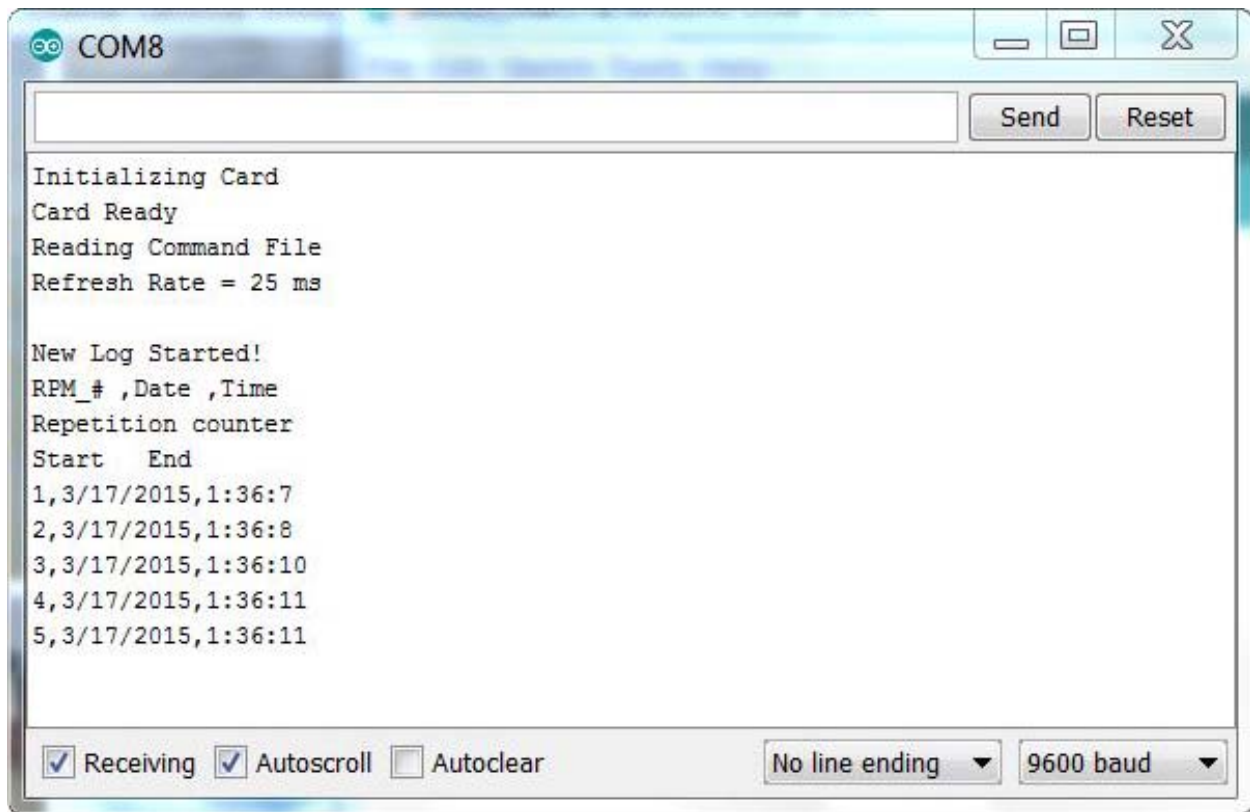 COM8
Send Reset
Initializing Card
Card Ready
Reading Command File
Refresh Rate = 25 ms
New Log Started!
RPM_# ,Date ,Time
Repetition counter
Start   End
1,3/17/2015,1:36:7
2,3/17/2015,1:36:8
3,3/17/2015,1:36:10
4,3/17/2015,1:36:11
5,3/17/2015,1:36:11
Receiving Autoscroll Autoclear No line ending 9600 baud